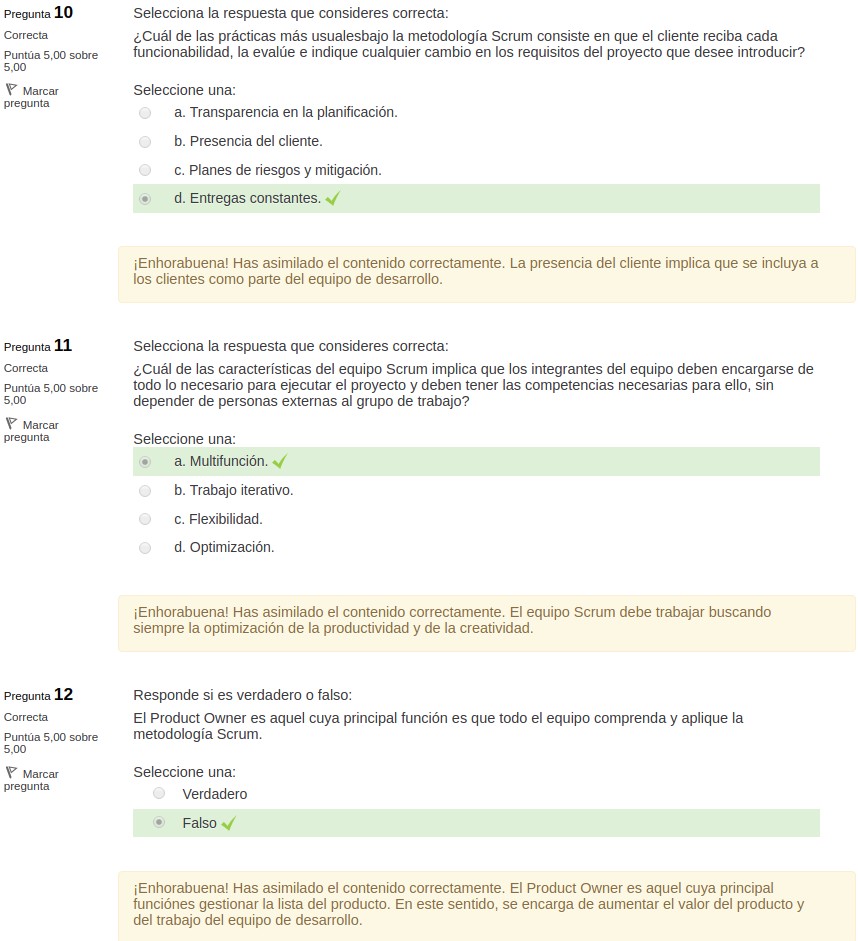 Pregunta 10
Correcta
Puntúa 5,00 sobre
5,00
Marcar
pregunta
Selecciona la respuesta que consideres correcta:
¿Cuál de las prácticas más usualesbajo la metodología Scrum consiste en que el cliente reciba cada
funcionabilidad, la evalúe e indique cualquier cambio en los requisitos del proyecto que desee introducir?
Seleccione una:
a. Transparencia en la planificación.
b. Presencia del cliente.
c. Planes de riesgos y mitigación.
d. Entregas constantes.
¡Enhorabuena! Has asimilado el contenido correctamente. La presencia del cliente implica que se incluya a
los clientes como parte del equipo de desarrollo.
Pregunta 11
Correcta
Puntúa 5,00 sobre
5,00
Marcar
pregunta
Selecciona la respuesta que consideres correcta:
¿Cuál de las características del equipo Scrum implica que los integrantes del equipo deben encargarse de
todo lo necesario para ejecutar el proyecto y deben tener las competencias necesarias para ello, sin
depender de personas externas al grupo de trabajo?
Seleccione una:
a. Multifunción.
b. Trabajo iterativo.
c. Flexibilidad.
d. Optimización.
¡Enhorabuena! Has asimilado el contenido correctamente. El equipo Scrum debe trabajar buscando
siempre la optimización de la productividad y de la creatividad.
Pregunta 12
Correcta
Puntúa 5,00 sobre
5,00
Marcar
pregunta
Responde si es verdadero o falso:
El Product Owner es aquel cuya principal función es que todo el equipo comprenda y aplique la
metodología Scrum.
Seleccione una:
Verdadero
Falso
¡Enhorabuena! Has asimilado el contenido correctamente. El Product Owner es aquel cuya principal
funciónes gestionar la lista del producto. En este sentido, se encarga de aumentar el valor del producto y
del trabajo del equipo de desarrollo.